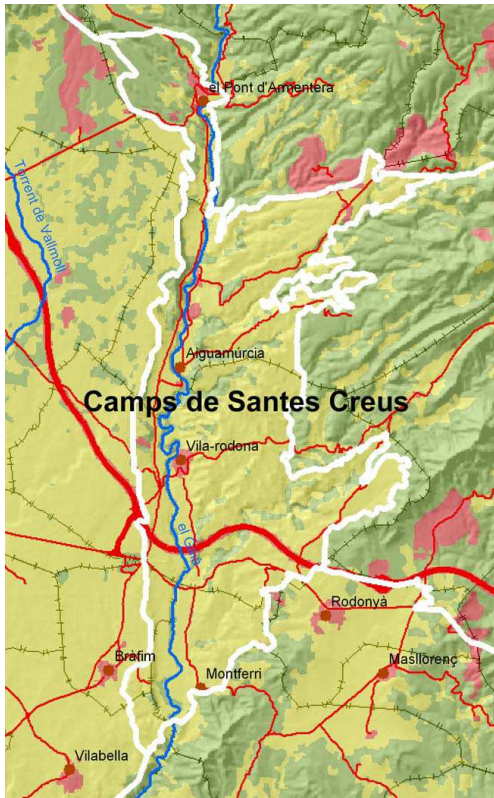 el Pont d'Armentera
Torrent de Vallmoll
Aiguamúrcia
Camps de Santes Creus
Vila-rodona
el Gaià
Rodonyà
Bràfim
Masllorenç
Montferri
Vilabella